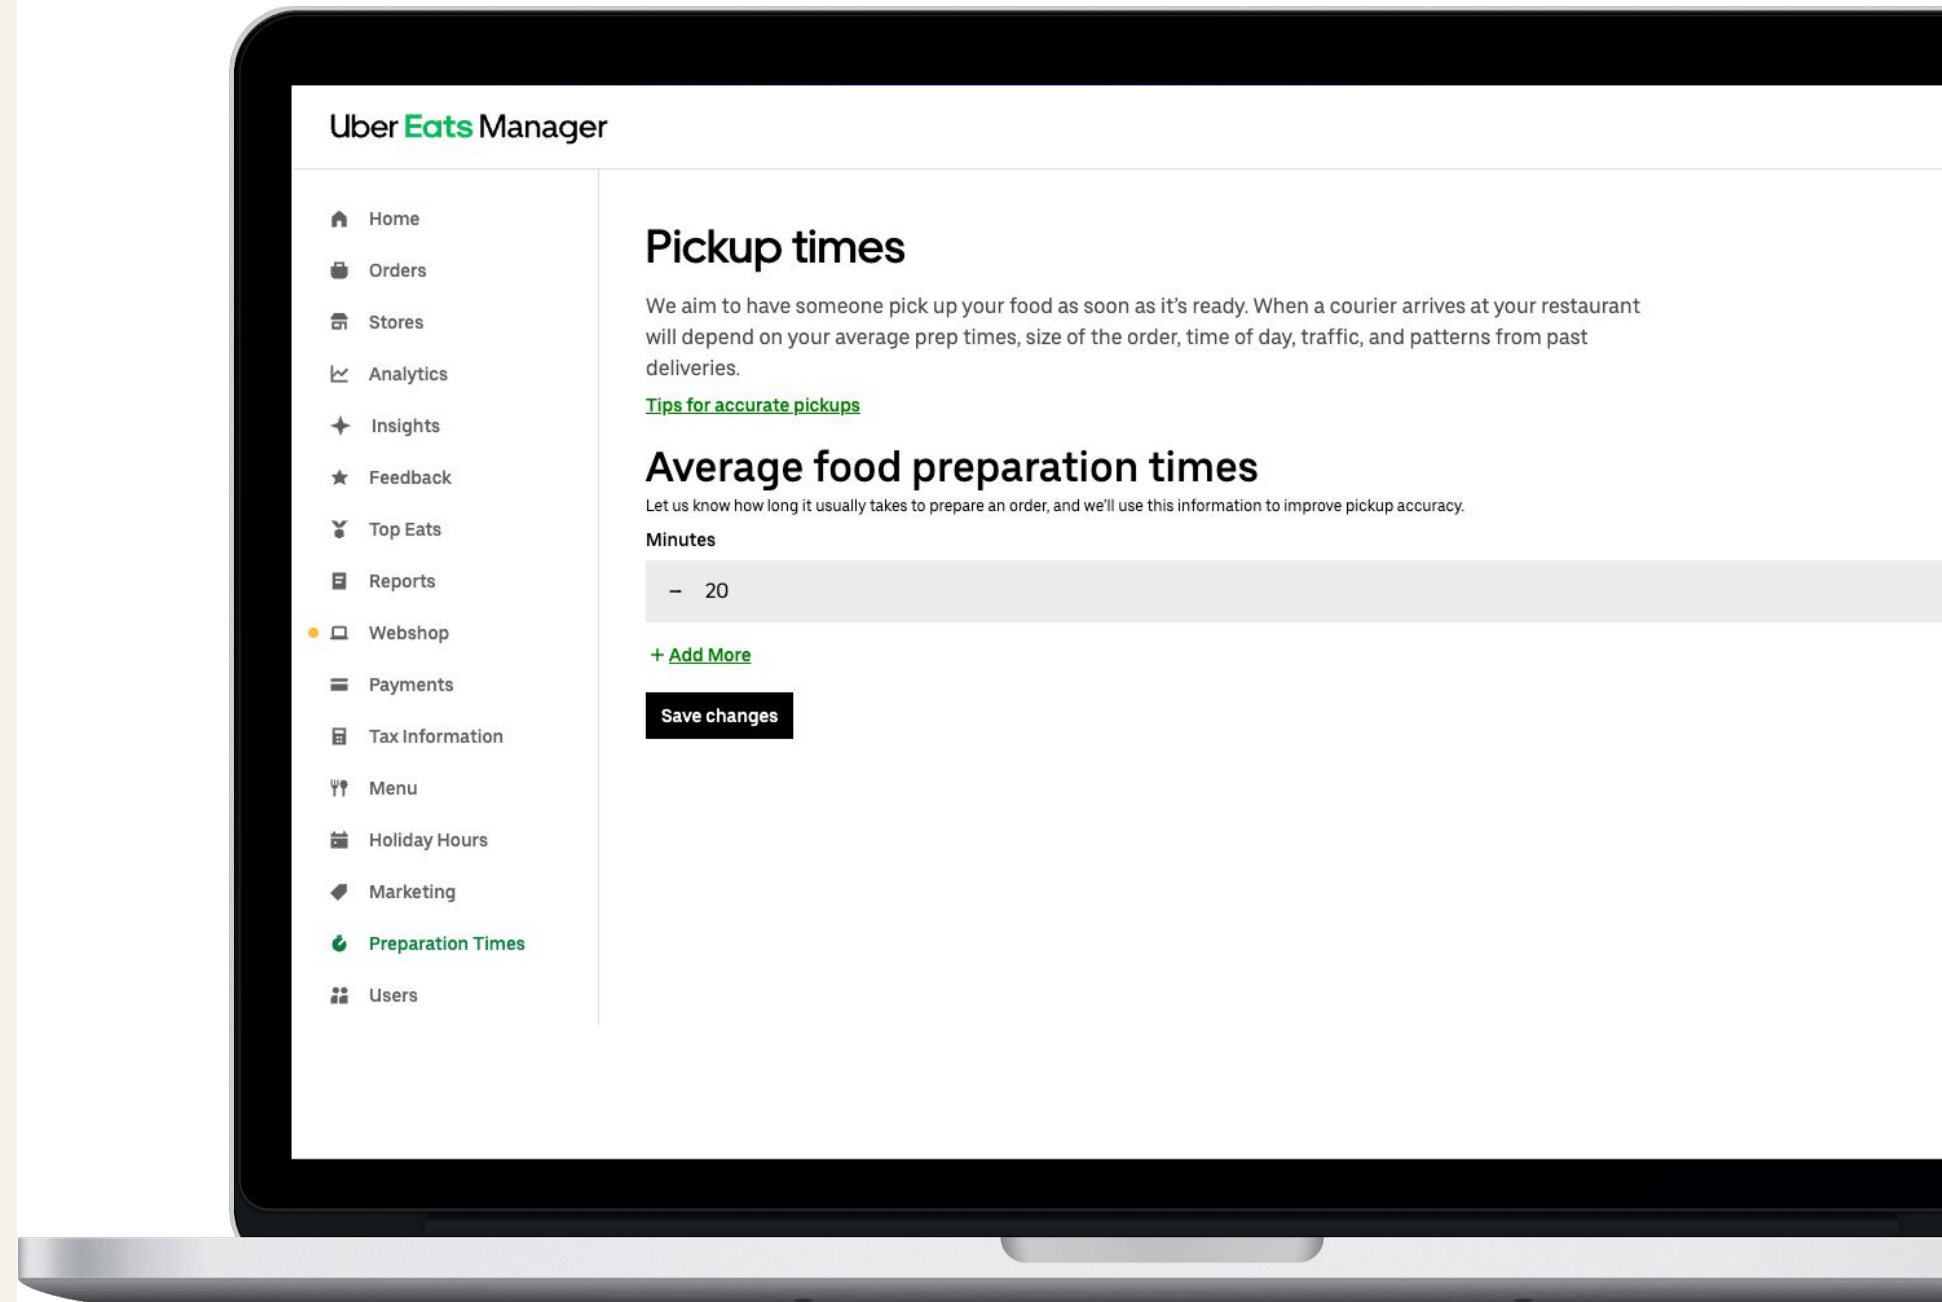 Uber Eats Manager
Home
Orders
Stores
Analytics
Insights
Feedback
Top Eats
Reports
Webshop
Payments
Tax Information
Menu
Holiday Hours
Marketing
Preparation Times
Users
Pickup times
We aim to have someone pick up your food as soon as it's ready. When a courier arrives at your restaurant
will depend on your average prep times, size of the order, time of day, traffic, and patterns from past
deliveries.
Tips for accurate pickups
Average food preparation times
Let us know how long it usually takes to prepare an order, and we'll use this information to improve pickup accuracy.
Minutes
– 20
+ Add More
Save changes